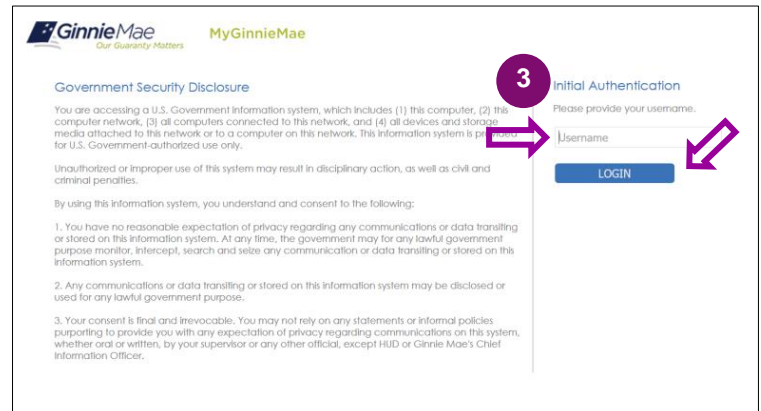 GinnieMae
Our Guaranty Matters
MyGinnieMae
Government Security Disclosure
You are accessing a U.S. Government information system, which includes (1) this computer, (2) this
computer network, (3) all computers connected to this network, and (4) all devices and storage
media attached to this network or to a computer on this network. This information system is provided
for U.S. Government-authorized use only.
Unauthorized or improper use of this system may result in disciplinary action, as well as civil and
criminal penalties.
By using this information system, you understand and consent to the following:
1. You have no reasonable expectation of privacy regarding any communications or data transiting
or stored on this information system. At any time, the government may for any lawful government
purpose monitor, intercept, search and seize any communication or data transiting or stored on this
information system.
2. Any communications or data transiting or stored on this information system may be disclosed or
used for any lawful government purpose.
3. Your consent is final and irrevocable. You may not rely on any statements or informal policies
purporting to provide you with any expectation of privacy regarding communications on this system,
whether oral or written, by your supervisor or any other official, except HUD or Ginnie Mae's Chief
Information Officer.
3
Initial Authentication
Please provide your username.
Username
LOGIN